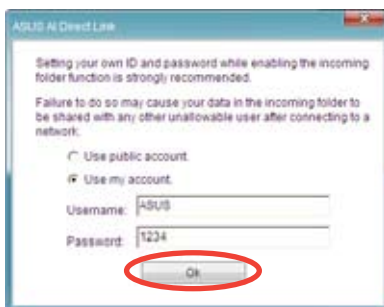 ASUS AI Direct Link
Setting your own ID and password while enabling the incoming
folder function is strongly recommended.
Failure to do so may cause your data in the incoming folder to
be shared with any other unallowable user after connecting to a
network.
Use public account.
Use my account.
Username: ASUS
Password: 1234
Ok